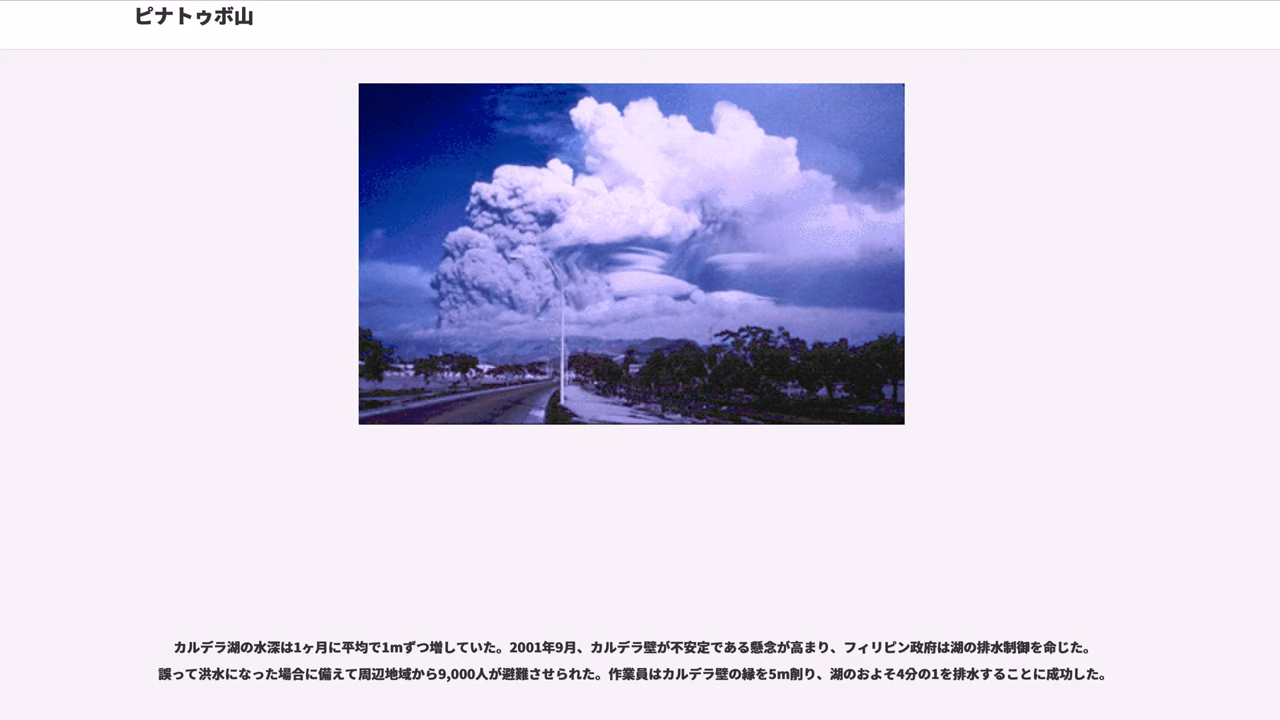 ピナトゥボ山
カルデラ湖の水深は1ヶ月に平均で1mずつ増していた。2001年9月、カルデラ壁が不安定である懸念が高まり、フィリピン政府は湖の排水制御を命じた。
誤って洪水になった場合に備えて周辺地域から9,000人が避難させられた。作業員はカルデラ壁の縁を5m削り、湖のおよそ4分の1を排水することに成功した。